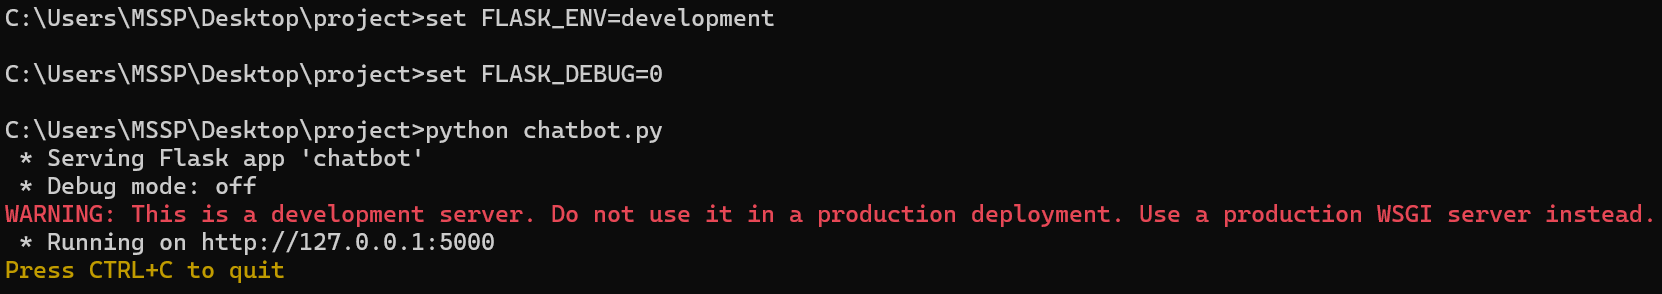 C:\Users\MSSP\Desktop\project>set FLASK_ENV=development
C:\Users\MSSP\Desktop\project>set FLASK_DEBUG=0
C:\Users\MSSP\Desktop\project>python chatbot.py
 * Serving Flask app 'chatbot'
 * Debug mode: off
WARNING: This is a development server. Do not use it in a production deployment. Use a production WSGI server instead.
 * Running on http://127.0.0.1:5000
Press CTRL+C to quit